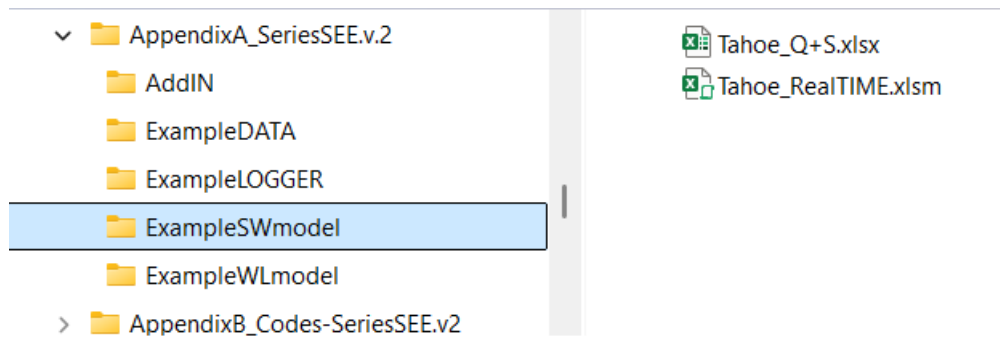 AppendixA_SeriesSEE.v.2
AddIN
ExampleDATA
ExampleLOGGER
ExampleSWmodel
ExampleWLmodel
AppendixB_Codes-SeriesSEE.v2
Tahoe_Q+S.xlsx
Tahoe_RealTIME.xlsm